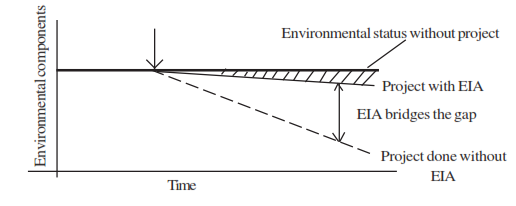 Environmental components
Environmental status without project
Project with EIA
EIA bridges the gap
Project done without
EIA
Time